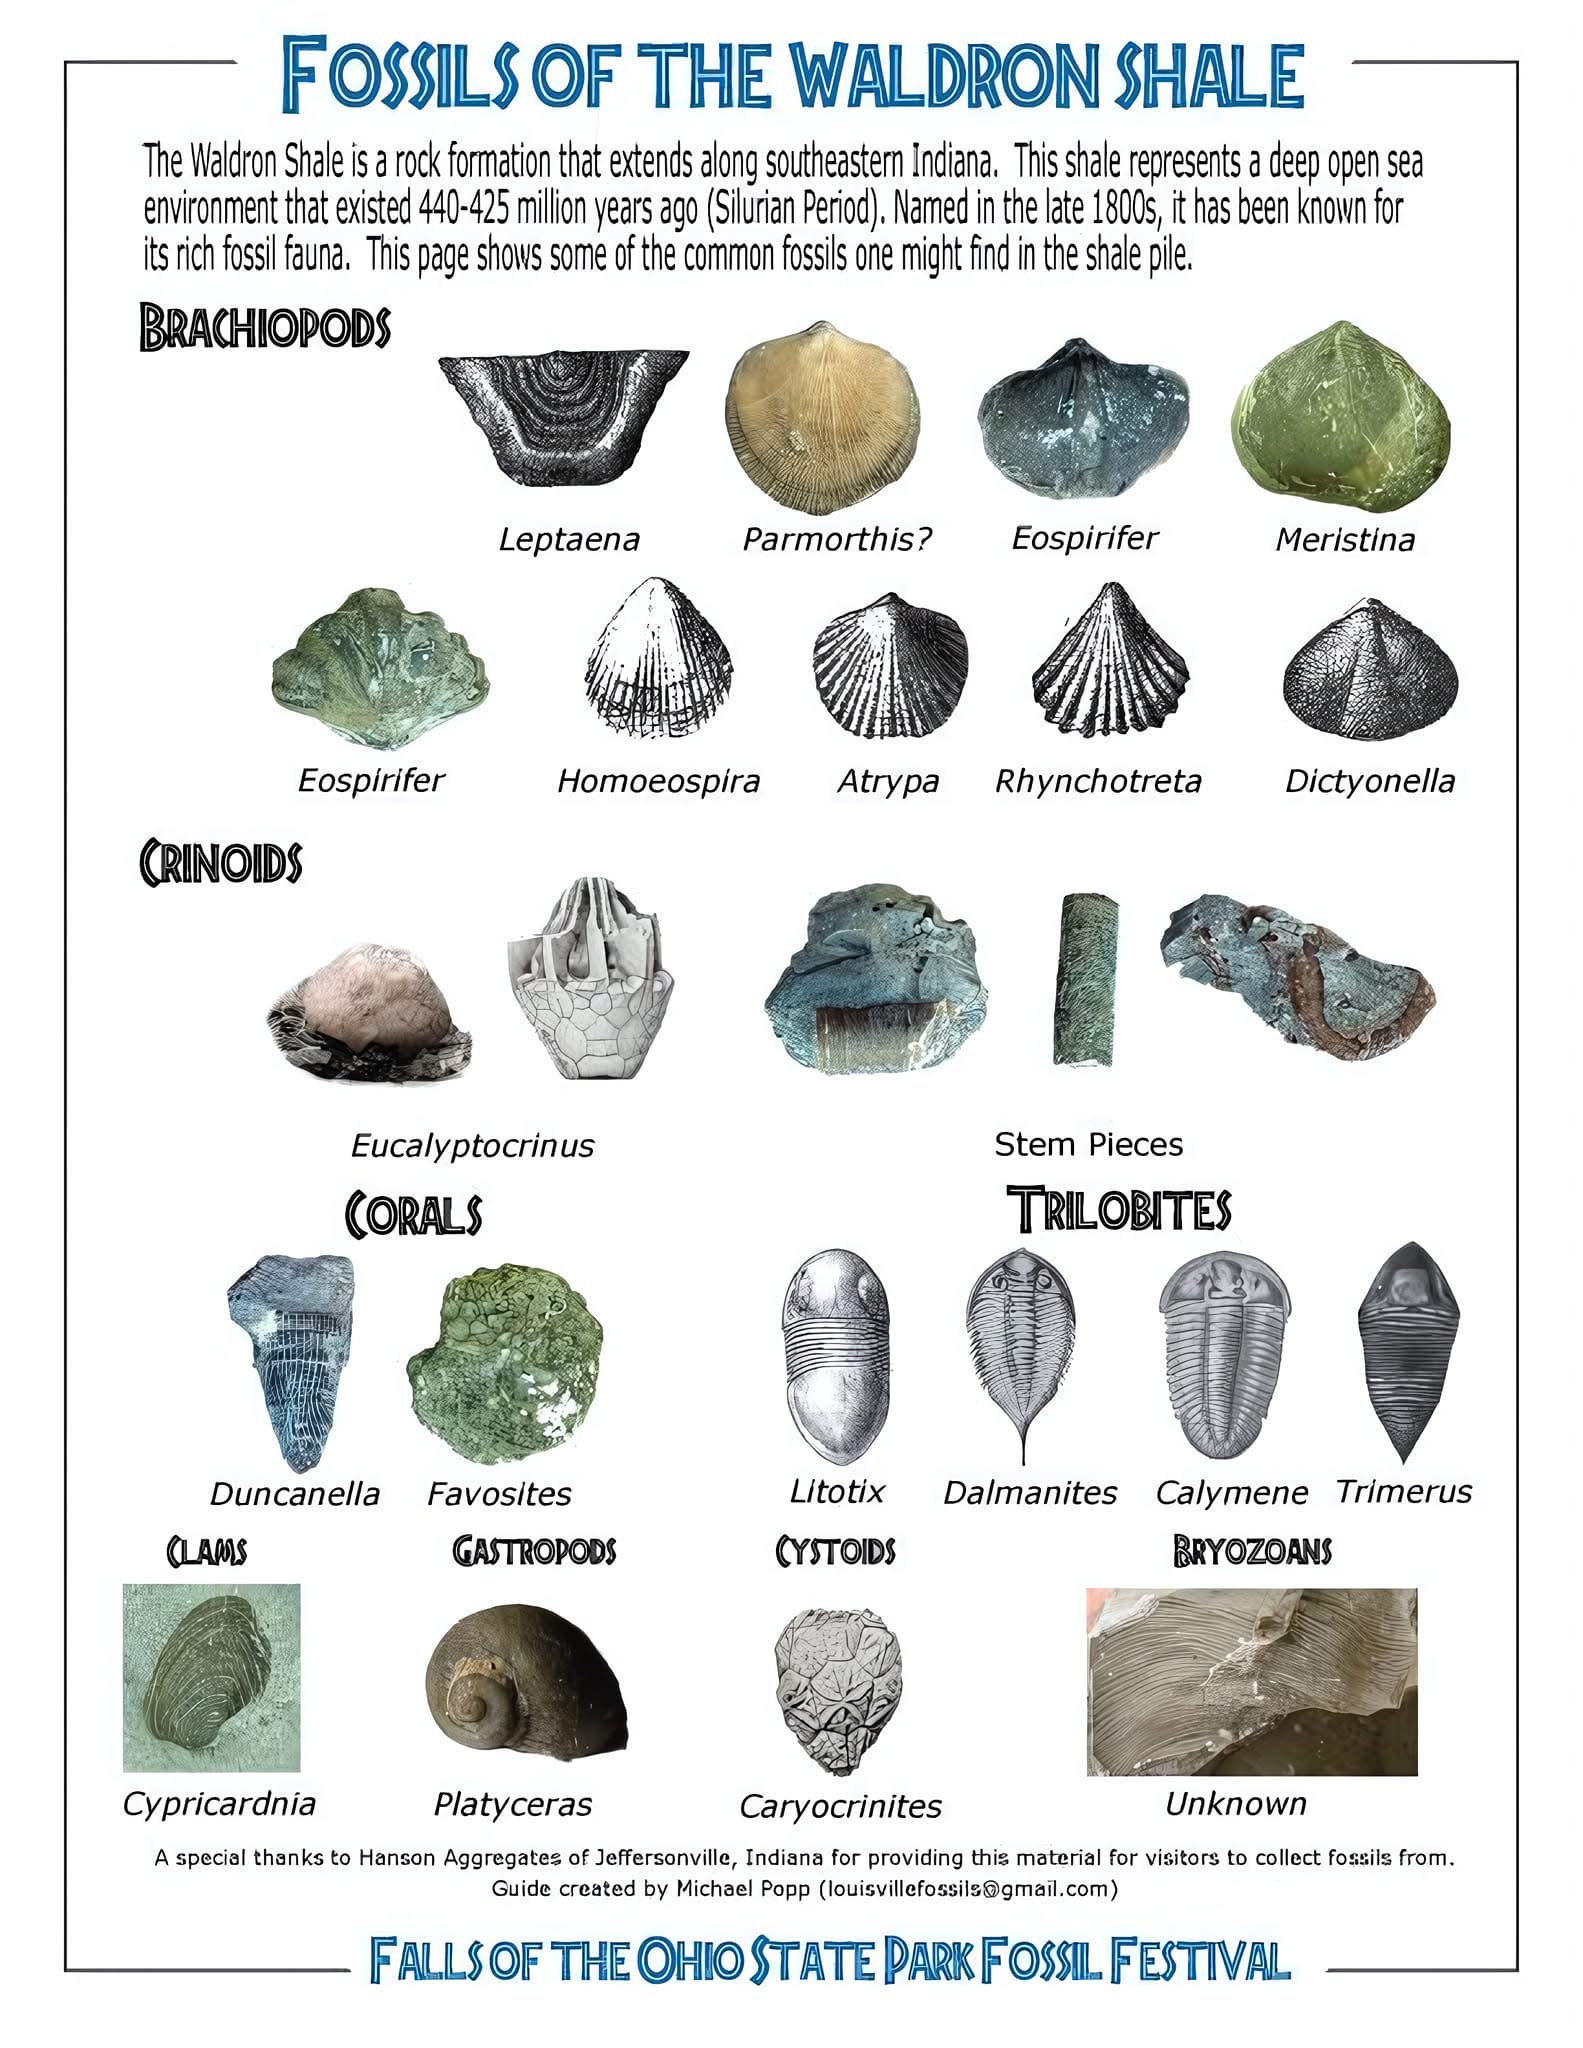 FOSSILS OF THE WALDRON SHALE
The Waldron Shale is a rock formation that extends along southeastern Indiana. This shale represents a deep open sea
environment that existed 440-425 million years ago (Silurian Period). Named in the late 1800s, it has been known for
its rich fossil fauna. This page shows some of the common fossils one might find in the shale pile.
BRACHIOPODS
Leptaena Parmorthis? Eospirifer Meristina
Eospirifer Homoeospira Atrypa Rhynchotreta Dictyonella
CRINOIDS
Eucalyptocrinus Stem Pieces
CORALS TRILOBITES
Duncanella Favosites Litotix Dalmanites Calymene Trimerus
CLAMS GASTROPODS CYSTOIDS BRYOZOANS
Cypricardnia Platyceras Caryocrinites Unknown
A special thanks to Hanson Aggregates of Jeffersonville, Indiana for providing this material for visitors to collect fossils from.
Guide created by Michael Popp (louisvillefossils@gmail.com)
FALLS OF THE OHIO STATE PARK FOSSIL FESTIVAL